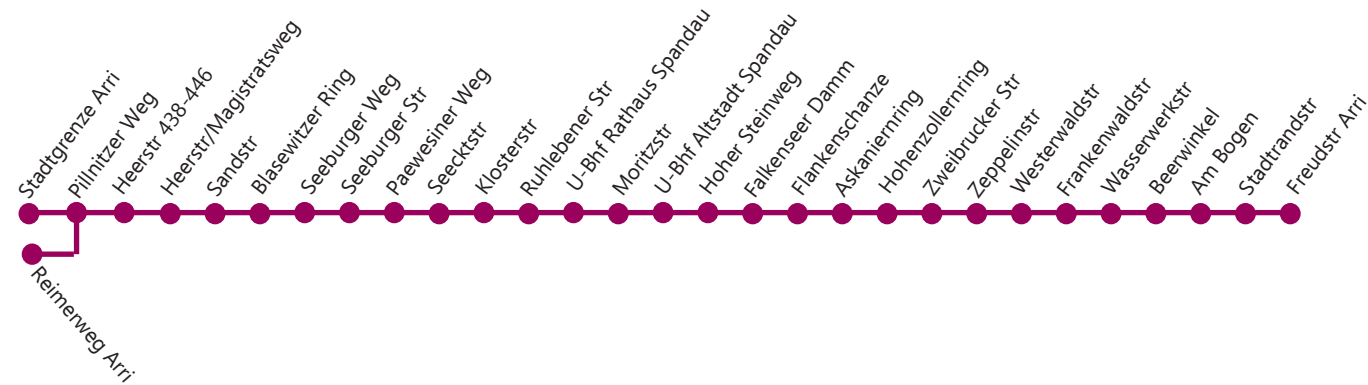 Stadtgrenze Arri
Pillnitzer Weg
Heerstr 438-446
Heerstr/Magistratsweg
Sandstr
Blasewitzer Ring
Seeburger Weg
Seeburger Str
Paewesiner Weg
Seecktstr
Klosterstr
Ruhlebener Str
U-Bhf Rathaus Spandau
Moritzstr
U-Bhf Altstadt Spandau
Hoher Steinweg
Falkenseer Damm
Flankenschanze
Askaniernring
Hohenzollernring
Zweibrucker Str
Zeppelinstr
Westerwaldstr
Frankenwaldstr
Wasserwerkstr
Beerwinkel
Am Bogen
Stadtrandstr
Freudstr Arri
Reimerweg Arri